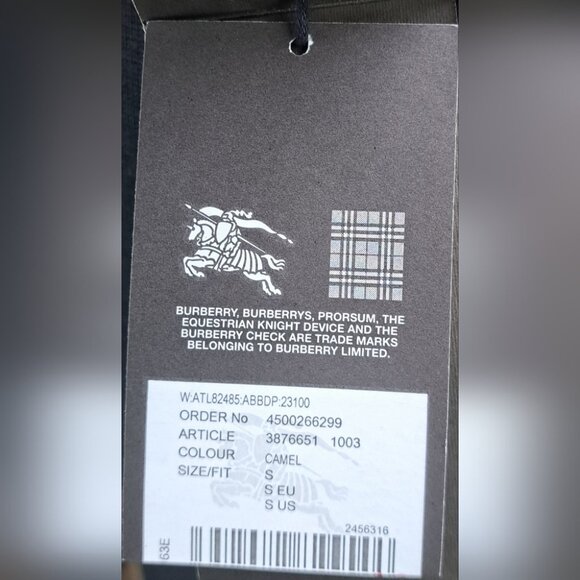 BURBERRY, BURBERRYS, PRORSUM, THE
EQUESTRIAN KNIGHT DEVICE AND THE
BURBERRY CHECK ARE TRADE MARKS
BELONGING TO BURBERRY LIMITED.
W:ATL82485:ABBDP:23100
ORDER No 4500266299
ARTICLE 3876651 1003
COLOUR CAMEL
SIZE/FIT S
S EU
S US
2456316
63E